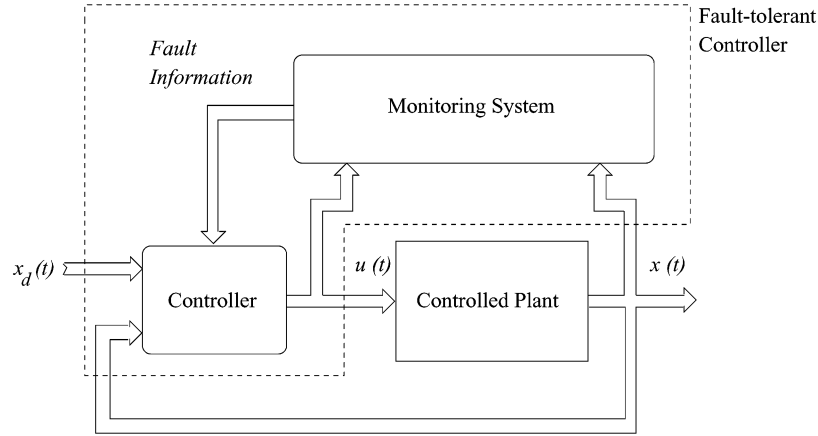 Fault-tolerant
Controller
Fault
Information
Monitoring System
x_d (t)
Controller
u (t)
Controlled Plant
x (t)